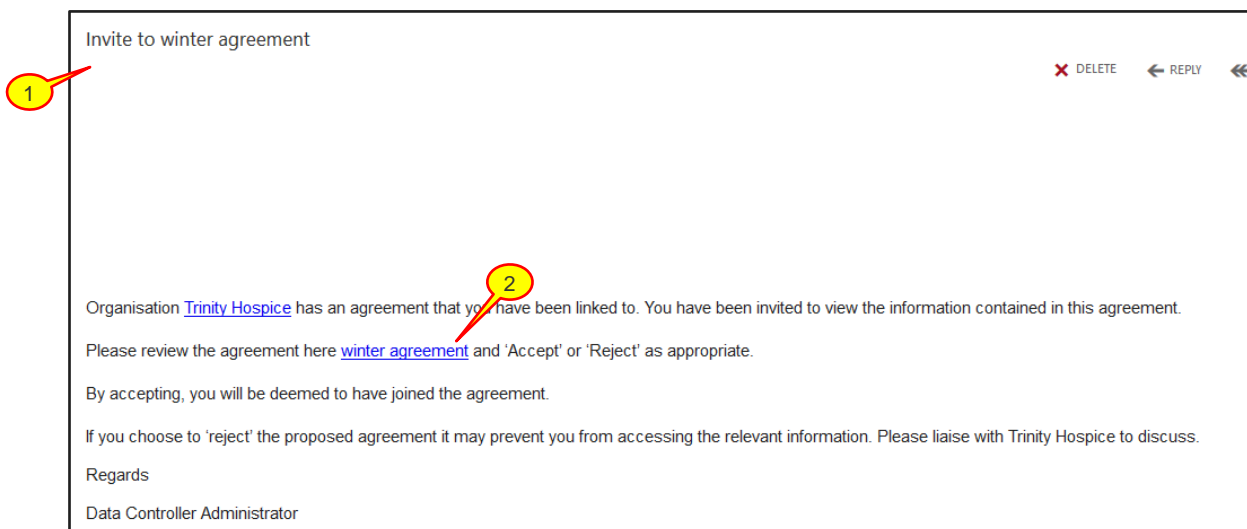 Invite to winter agreement
1
DELETE REPLY
2
Organisation Trinity Hospice has an agreement that you have been linked to. You have been invited to view the information contained in this agreement.
Please review the agreement here winter agreement and ‘Accept’ or ‘Reject’ as appropriate.
By accepting, you will be deemed to have joined the agreement.
If you choose to ‘reject’ the proposed agreement it may prevent you from accessing the relevant information. Please liaise with Trinity Hospice to discuss.
Regards
Data Controller Administrator